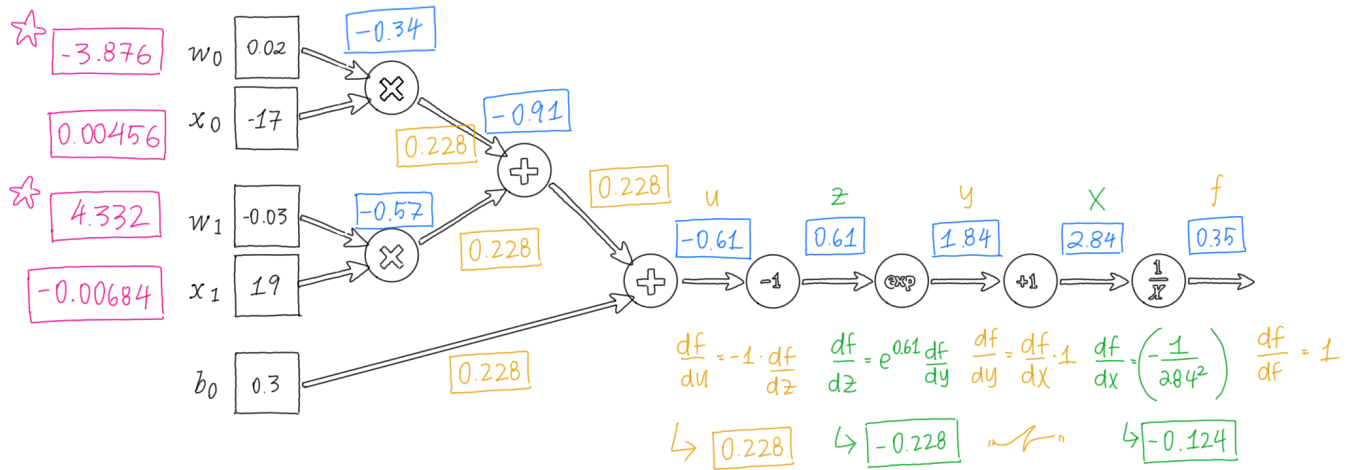 -3.876
w0
0.02
-0.34
0.00456
x0
-17
×
0.228
-0.91
+
4.332
w1
-0.03
-0.57
-0.00684
x1
19
×
0.228
0.228
b0
0.3
0.228
+
u
-0.61
-1
z
0.61
exp
y
1.84
+1
X
2.84
1/X
f
0.35
df/du = -1 · df/dz
df/dz = e^0.61 df/dy
df/dy = df/dX · 1
df/dX = (-1/284²)
df/df = 1
↳ 0.228
↳ -0.228
↳ -0.124